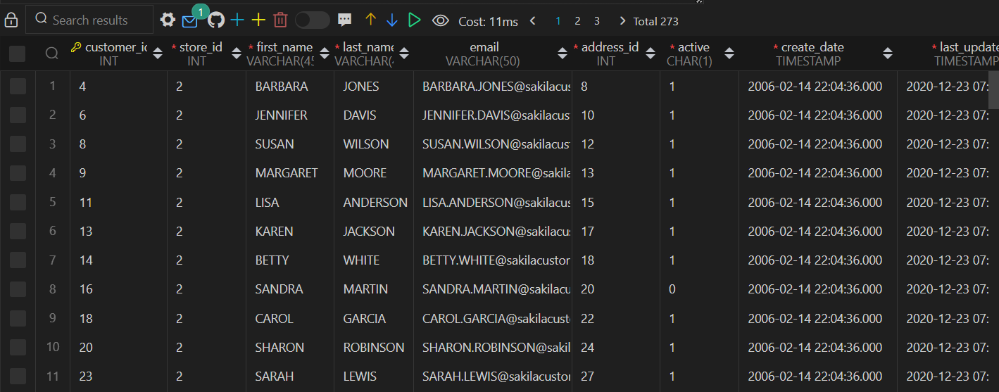 Search results 1 Cost: 11ms 1 2 3 Total 273
customer_id store_id first_name last_name email address_id active create_date last_update
INT INT VARCHAR(45 VARCHAR(4 VARCHAR(50) INT CHAR(1) TIMESTAMP TIMESTAMP
1 4 2 BARBARA JONES BARBARA.JONES@sakilacus 8 1 2006-02-14 22:04:36.000 2020-12-23 07:
2 6 2 JENNIFER DAVIS JENNIFER.DAVIS@sakilacus 10 1 2006-02-14 22:04:36.000 2020-12-23 07:
3 8 2 SUSAN WILSON SUSAN.WILSON@sakilacus 12 1 2006-02-14 22:04:36.000 2020-12-23 07:
4 9 2 MARGARET MOORE MARGARET.MOORE@sakila 13 1 2006-02-14 22:04:36.000 2020-12-23 07:
5 11 2 LISA ANDERSON LISA.ANDERSON@sakilacus 15 1 2006-02-14 22:04:36.000 2020-12-23 07:
6 13 2 KAREN JACKSON KAREN.JACKSON@sakilacus 17 1 2006-02-14 22:04:36.000 2020-12-23 07:
7 14 2 BETTY WHITE BETTY.WHITE@sakilacustor 18 1 2006-02-14 22:04:36.000 2020-12-23 07:
8 16 2 SANDRA MARTIN SANDRA.MARTIN@sakilacu 20 0 2006-02-14 22:04:36.000 2020-12-23 07:
9 18 2 CAROL GARCIA CAROL.GARCIA@sakilacust 22 1 2006-02-14 22:04:36.000 2020-12-23 07:
10 20 2 SHARON ROBINSON SHARON.ROBINSON@sakil 24 1 2006-02-14 22:04:36.000 2020-12-23 07:
11 23 2 SARAH LEWIS SARAH.LEWIS@sakilacustor 27 1 2006-02-14 22:04:36.000 2020-12-23 07: